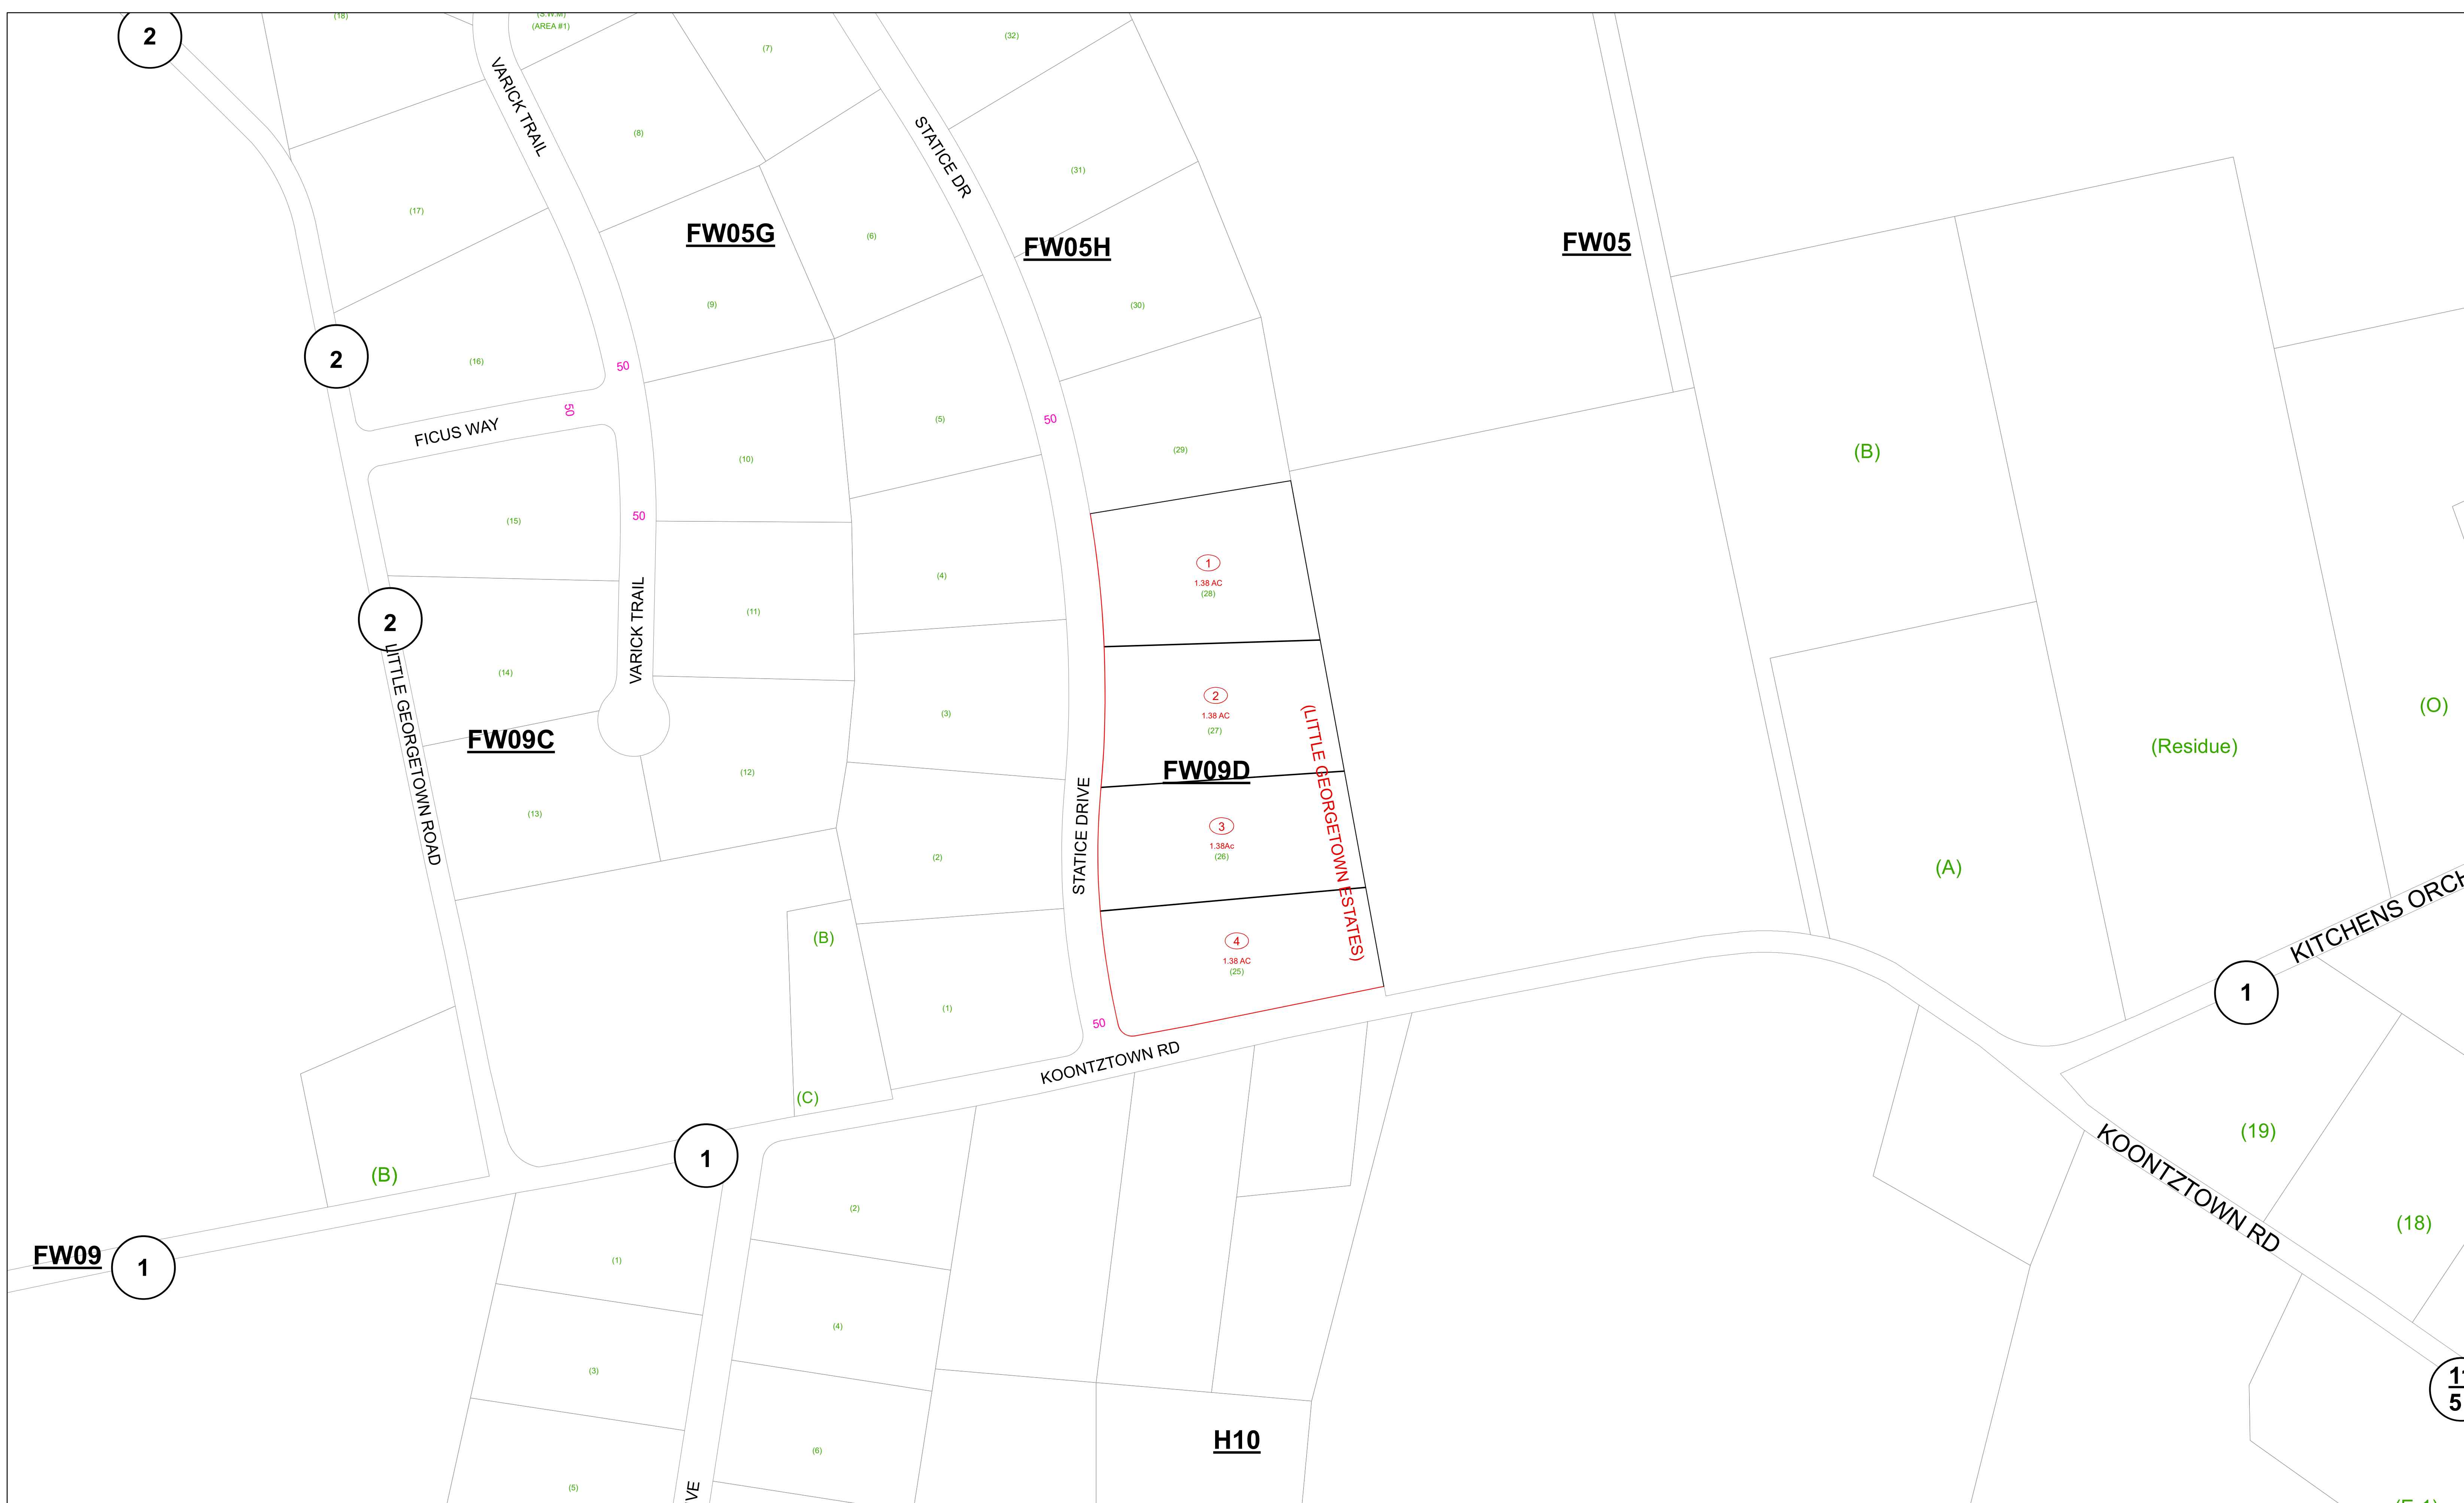 2
(18)
(S.W.M)
(AREA #1)
(7)
(32)
VARICK TRAIL
(8)
STATICE DR
(31)
(17)
FW05G
(6)
FW05H
FW05
(9)
(30)
2
(16)
50
50
FICUS WAY
(5)
50
(29)
(B)
(10)
(15)
50
1
1.38 AC
(28)
(4)
VARICK TRAIL
(11)
2
LITTLE GEORGETOWN ROAD
(14)
2
1.38 AC
(27)
(3)
(LITTLE GEORGETOWN ESTATES)
(O)
(Residue)
FW09C
(12)
FW09D
(13)
STATICE DRIVE
3
1.38Ac
(26)
(2)
(A)
KITCHENS ORCH
(B)
4
1.38 AC
(25)
1
(1)
50
KOONTZTOWN RD
(C)
1
(B)
(19)
KOONTZTOWN RD
(2)
(18)
FW09
1
(1)
(4)
(3)
5
H10
(6)
(5)
VE